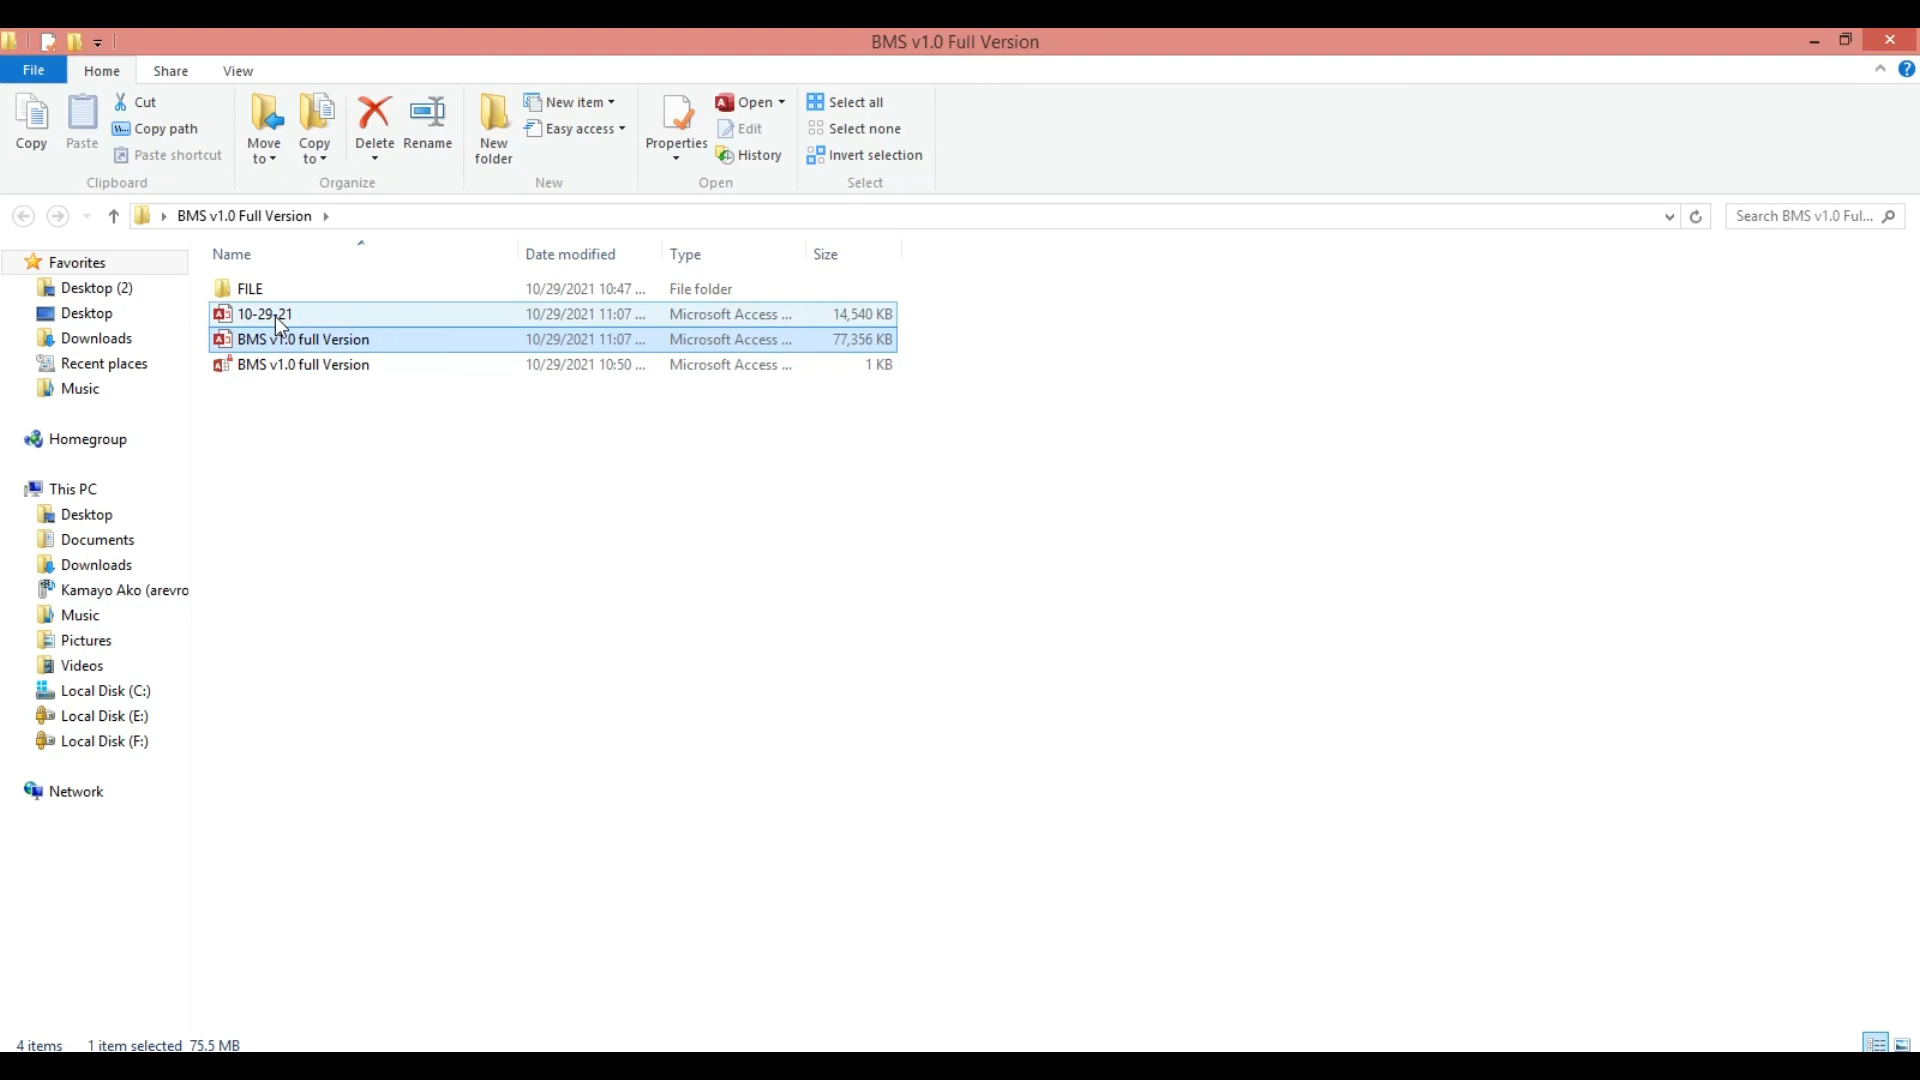 BMS v1.0 Full Version
File Home Share View
Copy
Paste
Cut
Copy path
Paste shortcut
Clipboard
Move to
Copy to
Delete
Rename
Organize
New folder
New item
Easy access
New
Properties
Open
Edit
History
Open
Select all
Select none
Invert selection
Select
BMS v1.0 Full Version
Search BMS v1.0 Ful...
Favorites
Desktop (2)
Desktop
Downloads
Recent places
Music
Homegroup
This PC
Desktop
Documents
Downloads
Kamayo Ako (arevro
Music
Pictures
Videos
Local Disk (C:)
Local Disk (E:)
Local Disk (F:)
Network
Name Date modified Type Size
FILE 10/29/2021 10:47 ... File folder
10-29-21 10/29/2021 11:07 ... Microsoft Access ... 14,540 KB
BMS v1.0 full Version 10/29/2021 11:07 ... Microsoft Access ... 77,356 KB
BMS v1.0 full Version 10/29/2021 10:50 ... Microsoft Access ... 1 KB
4 items 1 item selected 75.5 MB